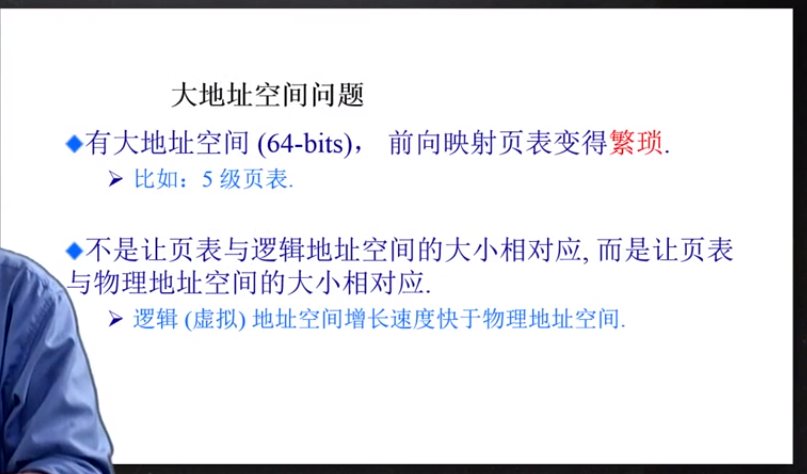 大地址空间问题
有大地址空间 (64-bits)， 前向映射页表变得繁琐.
比如：5 级页表.
不是让页表与逻辑地址空间的大小相对应, 而是让页表
与物理地址空间的大小相对应.
逻辑 (虚拟) 地址空间增长速度快于物理地址空间.